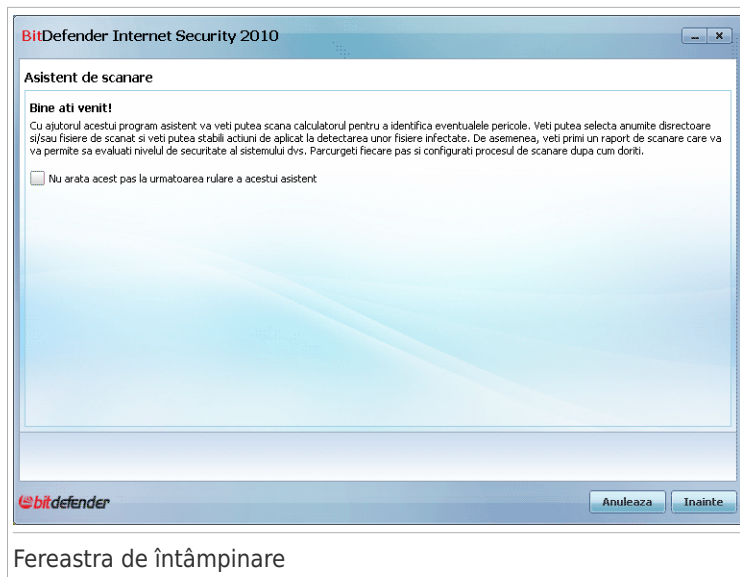 BitDefender Internet Security 2010
Asistent de scanare
Bine ati venit!
Cu ajutorul acestui program asistent va veti putea scana calculatorul pentru a identifica eventualele pericole. Veti putea selecta anumite disrectoare
si/sau fisiere de scanat si veti putea stabili actiuni de aplicat la detectarea unor fisiere infectate. De asemenea, veti primi un raport de scanare care va
va permite sa evaluati nivelul de securitate al sistemului dvs. Parcurgeti fiecare pas si configurati procesul de scanare dupa cum doriti.
Nu arata acest pas la urmatoarea rulare a acestui asistent
bitdefender
Anuleaza
Inainte
Fereastra de întâmpinare